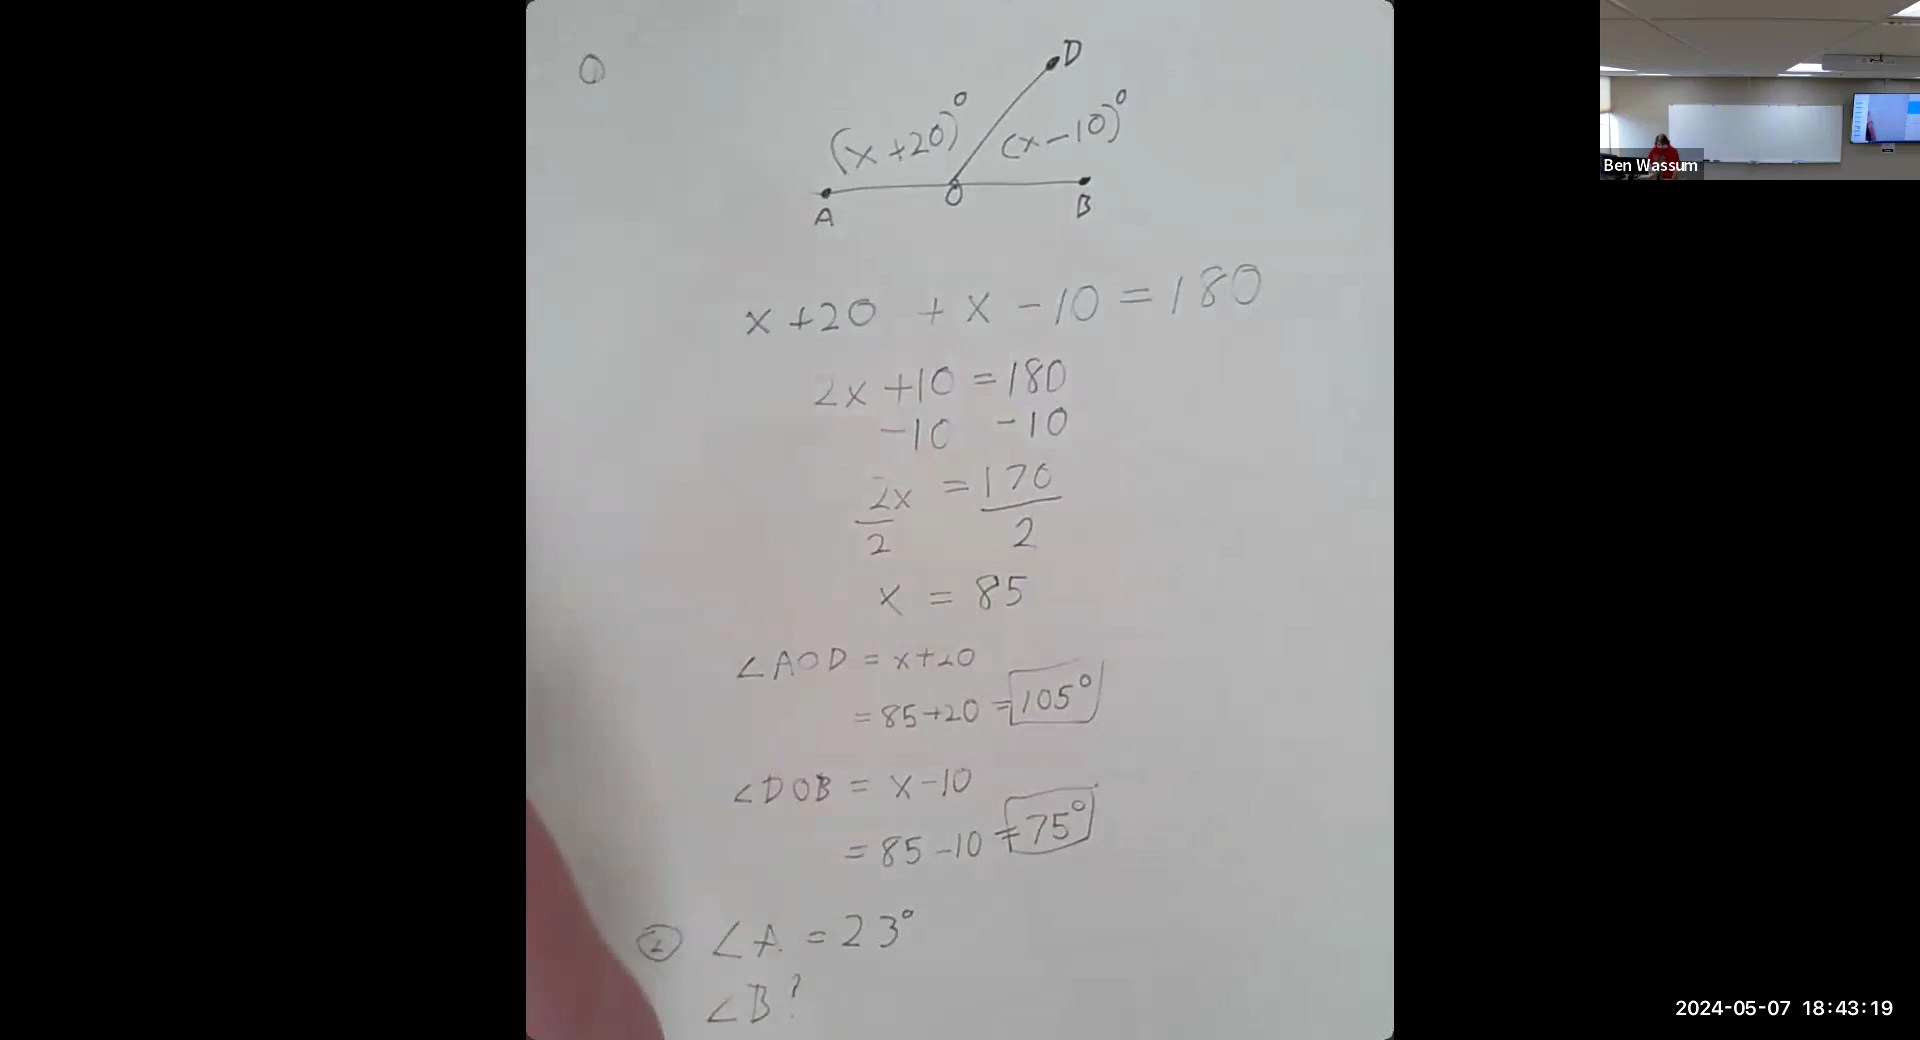 ①
D
(x+20)° (x-10)°
A O B
x+20 + x - 10 = 180
2x + 10 = 180
-10 -10
2x = 170
2 2
x = 85
∠AOD = x+20
= 85+20 = 105°
∠DOB = x-10
= 85-10 = 75°
② ∠A = 23°
∠B?
Ben Wassum
2024-05-07 18:43:19